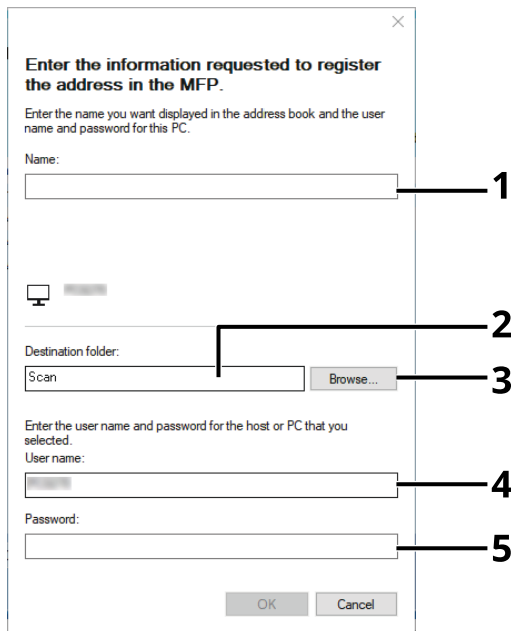 Enter the information requested to register
the address in the MFP.
Enter the name you want displayed in the address book and the user
name and password for this PC.
Name:
1
2
Destination folder:
Scan
Browse...
3
Enter the user name and password for the host or PC that you
selected.
User name:
4
Password:
5
OK
Cancel